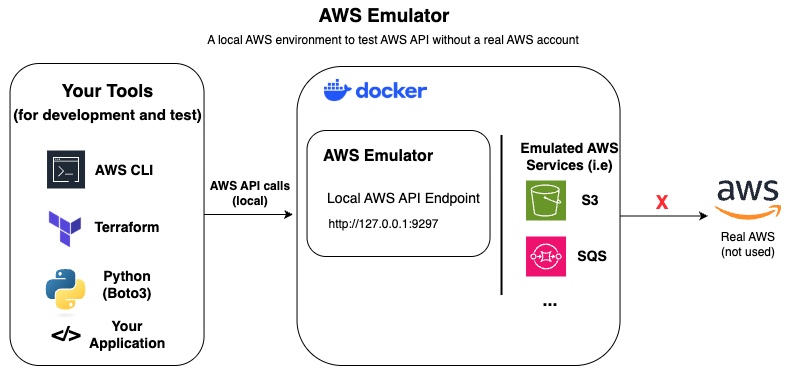 AWS Emulator
A local AWS environment to test AWS API without a real AWS account
Your Tools
(for development and test)
AWS CLI
Terraform
Python
(Boto3)
</>
Your
Application
AWS API calls
(local)
docker
AWS Emulator
Local AWS API Endpoint
http://127.0.0.1:9297
Emulated AWS
Services (i.e)
S3
SQS
...
X
aws
Real AWS
(not used)